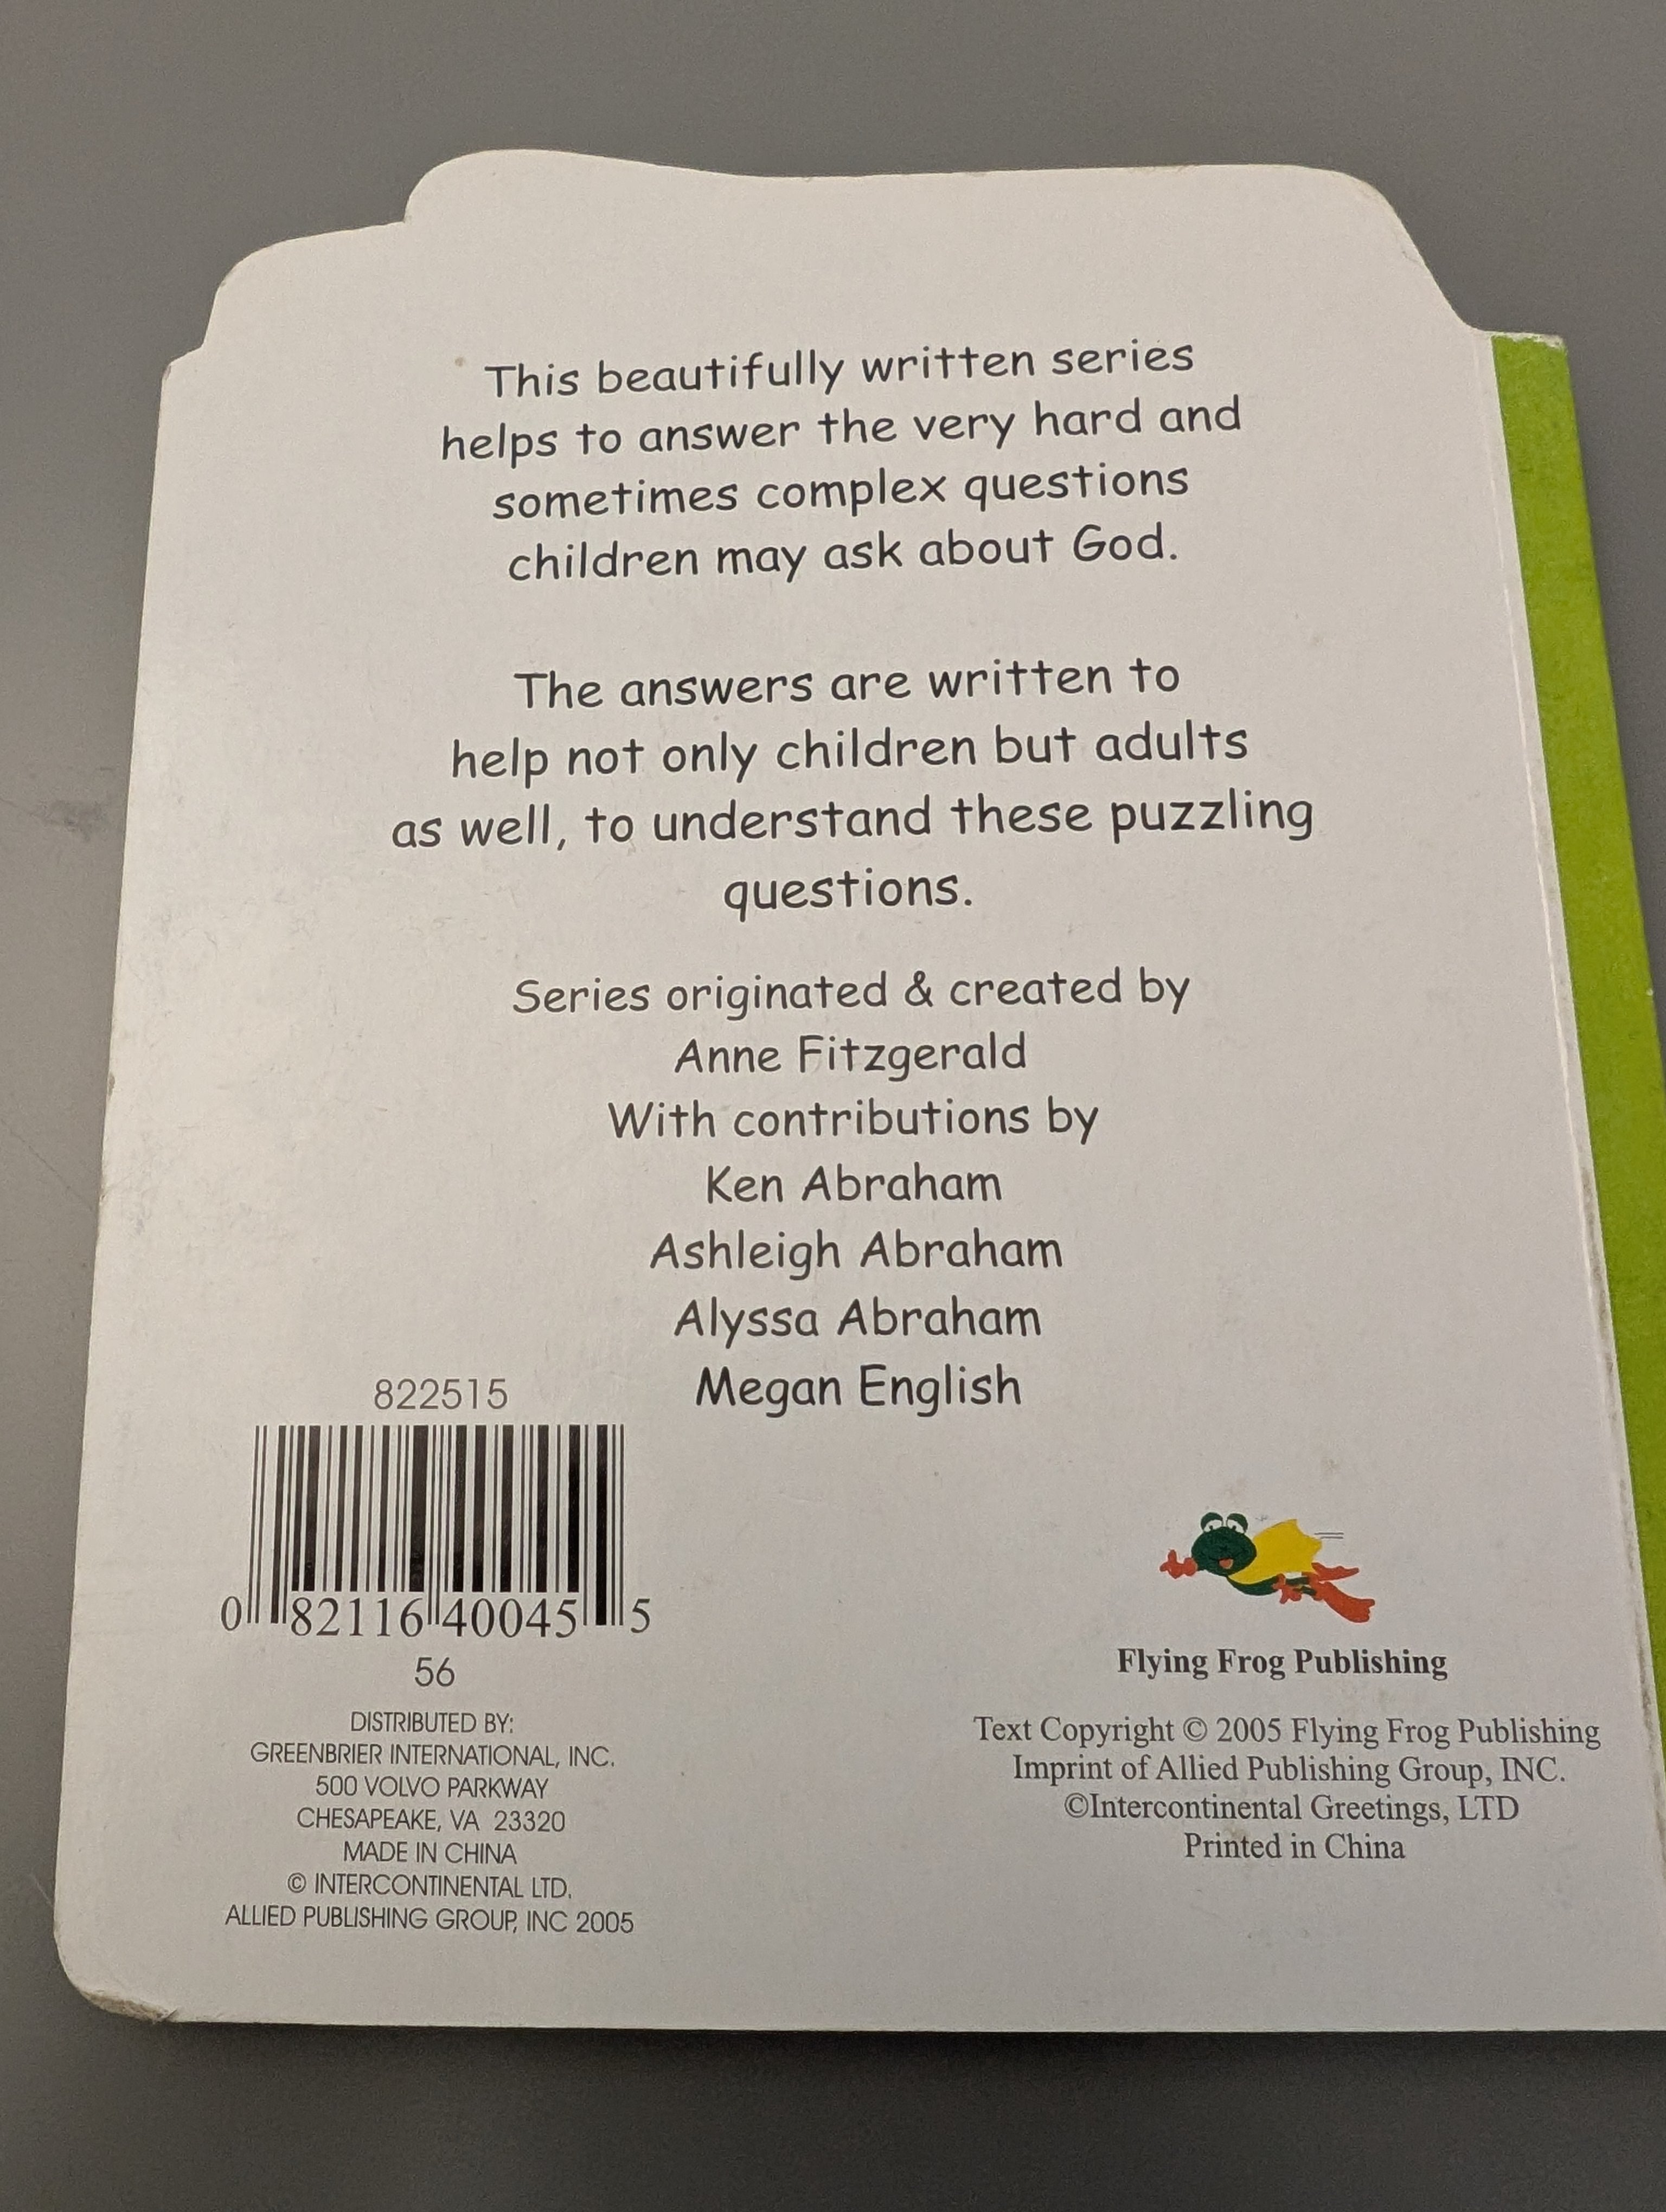 This beautifully written series
helps to answer the very hard and
sometimes complex questions
children may ask about God.
The answers are written to
help not only children but adults
as well, to understand these puzzling
questions.
Series originated & created by
Anne Fitzgerald
With contributions by
Ken Abraham
Ashleigh Abraham
Alyssa Abraham
Megan English
822515
0 82116 40045 5
56
DISTRIBUTED BY:
GREENBRIER INTERNATIONAL, INC.
500 VOLVO PARKWAY
CHESAPEAKE, VA 23320
MADE IN CHINA
© INTERCONTINENTAL LTD.
ALLIED PUBLISHING GROUP, INC 2005
Flying Frog Publishing
Text Copyright © 2005 Flying Frog Publishing
Imprint of Allied Publishing Group, INC.
©Intercontinental Greetings, LTD
Printed in China